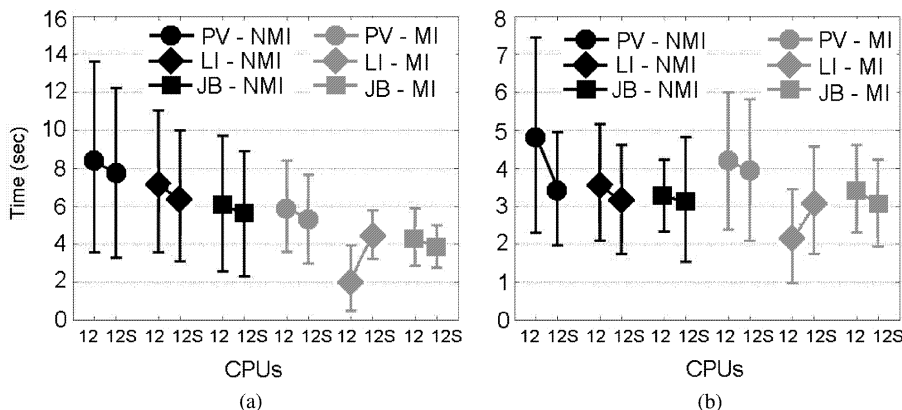 16
14
12
10
8
6
4
2
0
Time (sec)
PV - NMI
LI - NMI
JB - NMI
PV - MI
LI - MI
JB - MI
12 12S 12 12S 12 12S 12 12S 12 12S 12 12S
CPUs
(a)
8
7
6
5
4
3
2
1
0
PV - NMI
LI - NMI
JB - NMI
PV - MI
LI - MI
JB - MI
12 12S 12 12S 12 12S 12 12S 12 12S 12 12S
CPUs
(b)